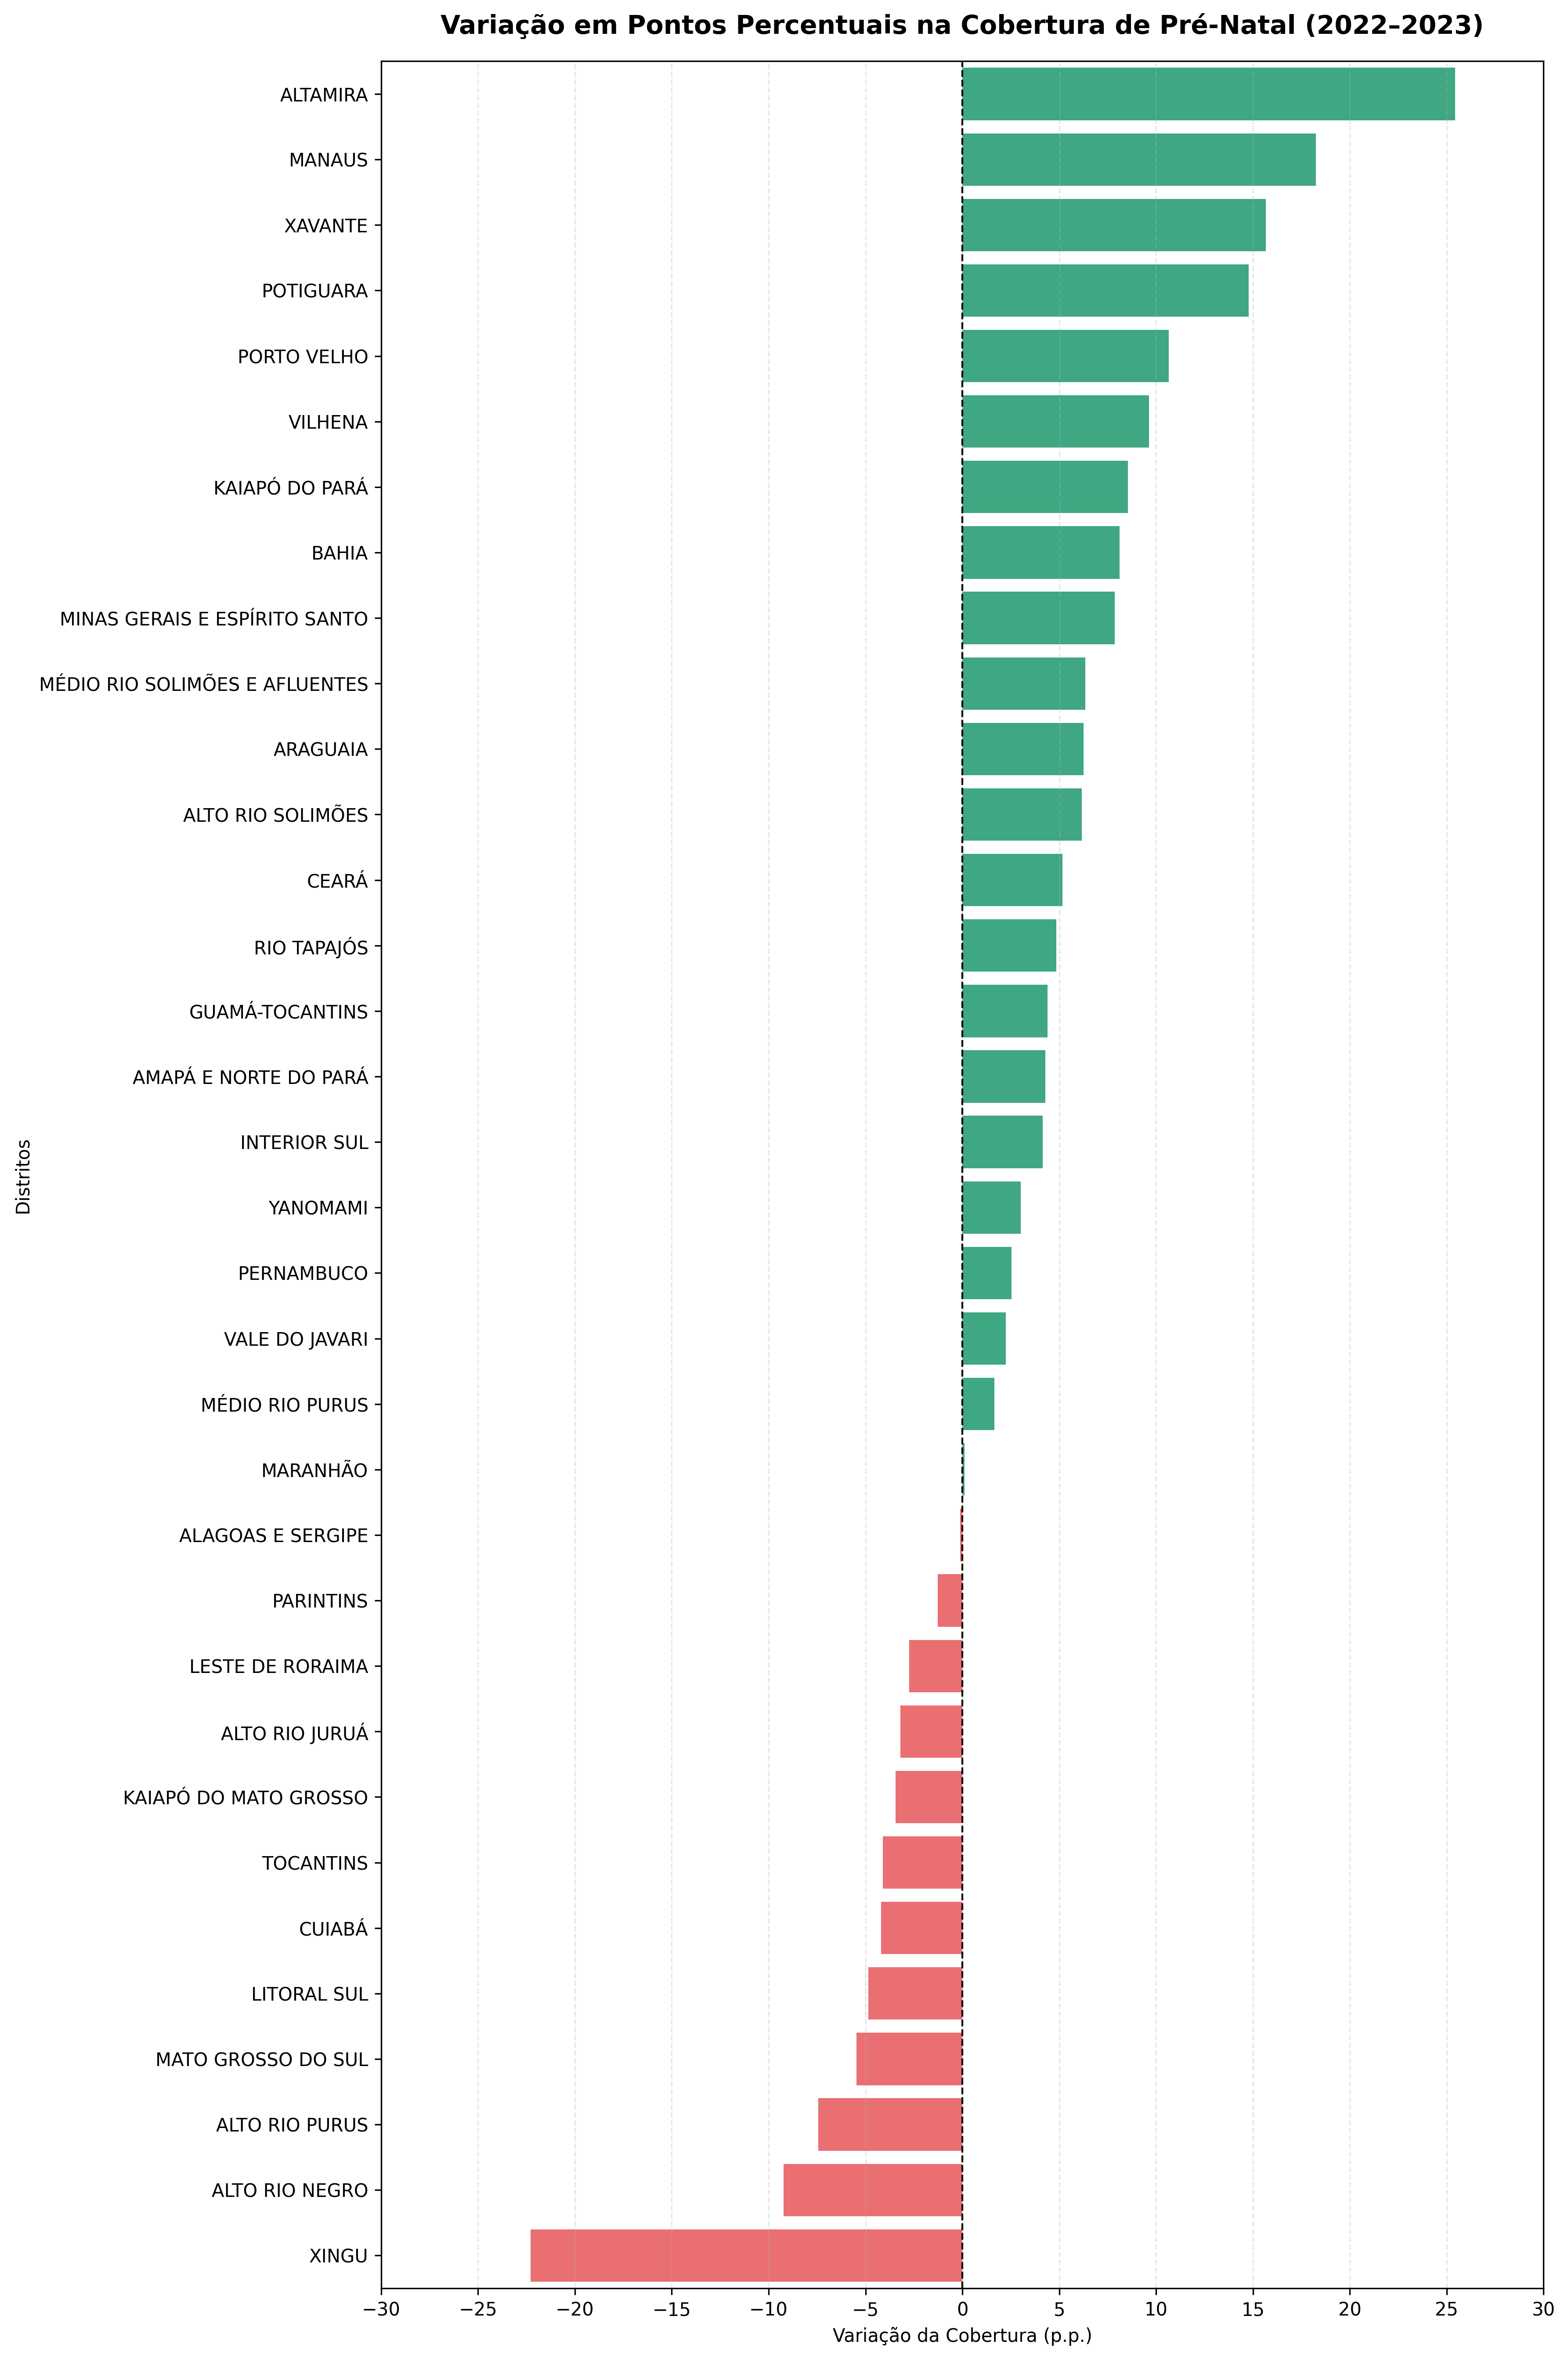 Variação em Pontos Percentuais na Cobertura de Pré-Natal (2022–2023)
ALTAMIRA
MANAUS
XAVANTE
POTIGUARA
PORTO VELHO
VILHENA
KAIAPÓ DO PARÁ
BAHIA
MINAS GERAIS E ESPÍRITO SANTO
MÉDIO RIO SOLIMÕES E AFLUENTES
ARAGUAIA
ALTO RIO SOLIMÕES
CEARÁ
RIO TAPAJÓS
GUAMÁ-TOCANTINS
AMAPÁ E NORTE DO PARÁ
INTERIOR SUL
YANOMAMI
PERNAMBUCO
VALE DO JAVARI
MÉDIO RIO PURUS
MARANHÃO
ALAGOAS E SERGIPE
PARINTINS
LESTE DE RORAIMA
ALTO RIO JURUÁ
KAIAPÓ DO MATO GROSSO
TOCANTINS
CUIABÁ
LITORAL SUL
MATO GROSSO DO SUL
ALTO RIO PURUS
ALTO RIO NEGRO
XINGU
Distritos
−30 −25 −20 −15 −10 −5 0 5 10 15 20 25 30
Variação da Cobertura (p.p.)